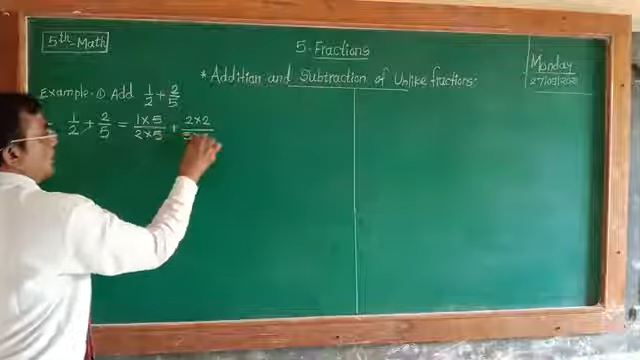 5th-Math
5-Fractions
Monday
*Addition and Subtraction of Unlike fractions:
Example-① Add 1/2 + 2/5
1/2 + 2/5 = 1×5/2×5 + 2×2/5